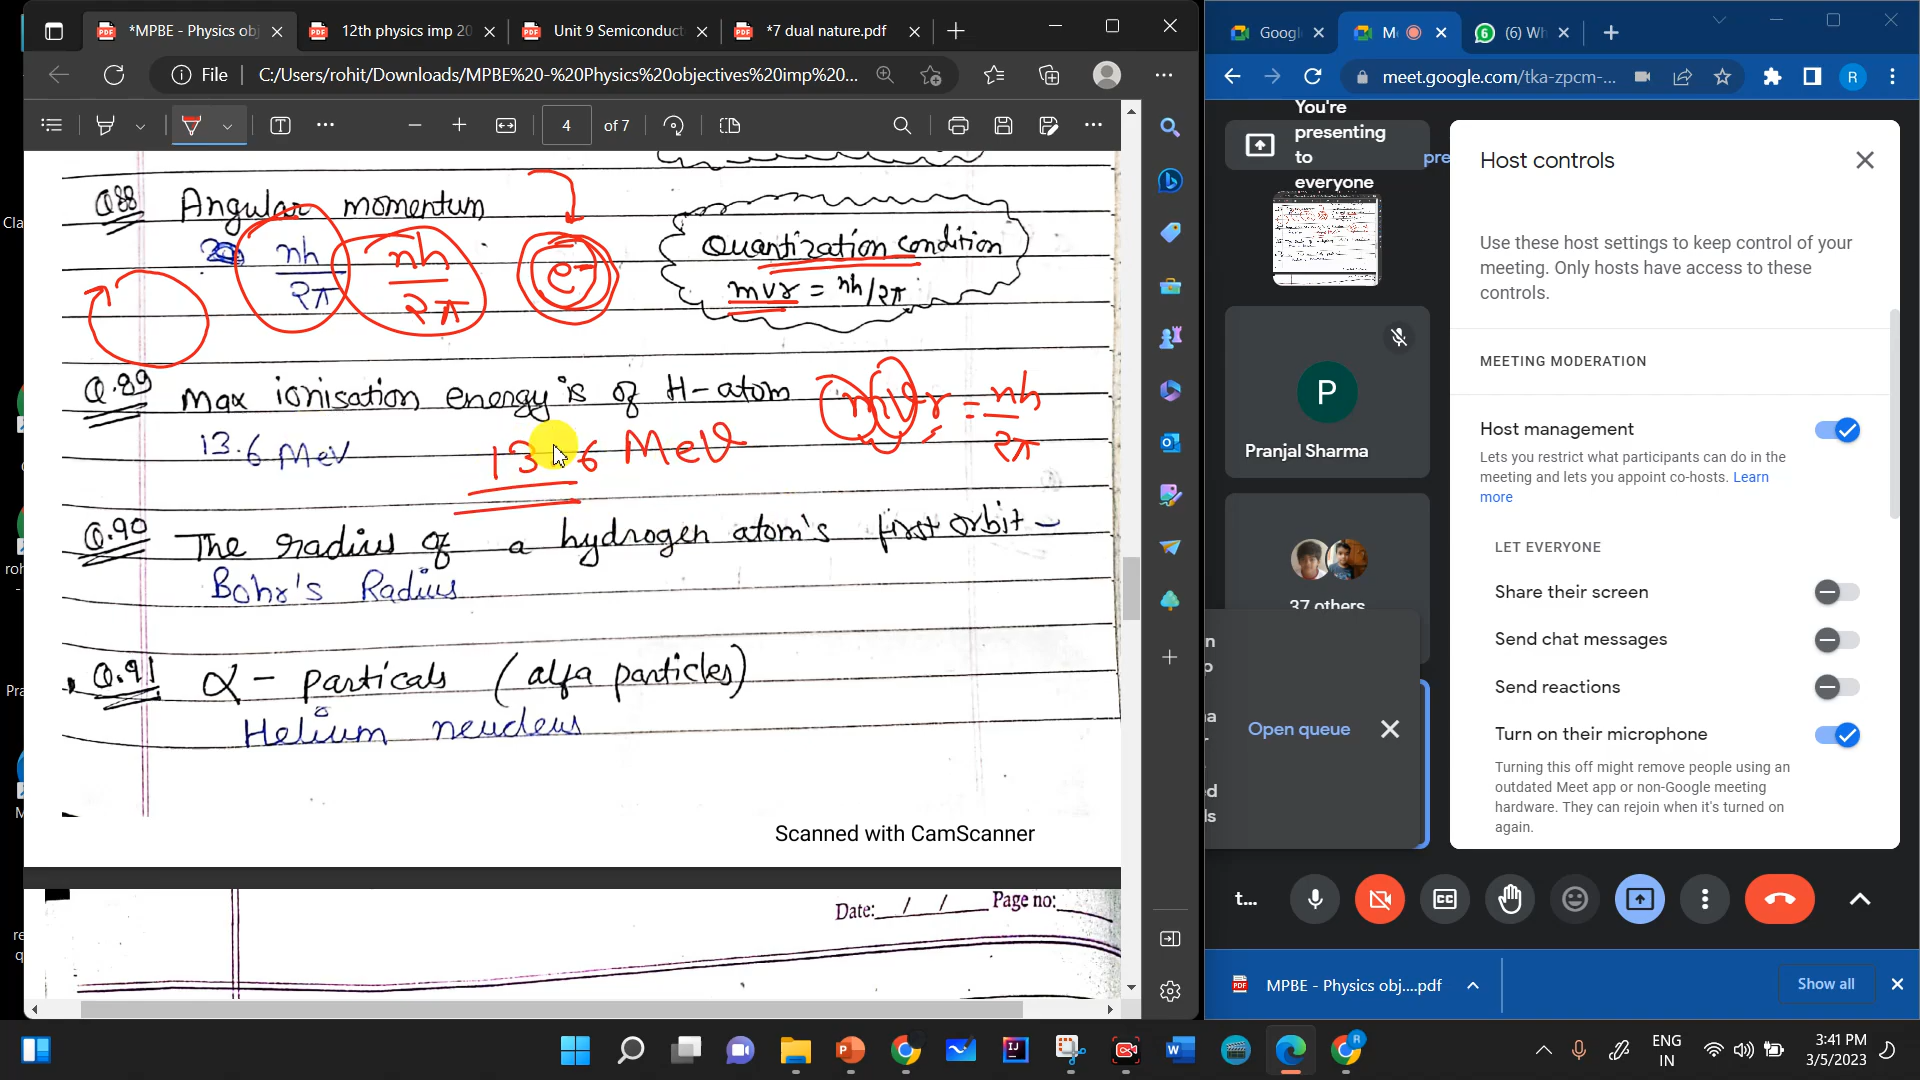 *MPBE - Physics obj
12th physics imp 20
Unit 9 Semiconduct
*7 dual nature.pdf
File
C:/Users/rohit/Downloads/MPBE%20-%20Physics%20objectives%20imp%20...
4 of 7
Q.88 Angular momentum
nh/2π nh/2π e-
Quantization condition
mvr = nh/2π
Q.89 Max ionisation energy is of H-atom
mvr = nh/2π
13.6 MeV 13.6 MeV
Q.90 The radius of a hydrogen atom's first orbit -
Bohr's Radius
Q.91 α - particals (alfa particles)
Helium neucleus
Scanned with CamScanner
Date: / / Page no:
Googl
M
(6) Wh
meet.google.com/tka-zpcm-...
R
You're
presenting
to
everyone
pre
P
Pranjal Sharma
37 others
Open queue
Host controls
Use these host settings to keep control of your
meeting. Only hosts have access to these
controls.
MEETING MODERATION
Host management
Lets you restrict what participants can do in the
meeting and lets you appoint co-hosts. Learn
more
LET EVERYONE
Share their screen
Send chat messages
Send reactions
Turn on their microphone
Turning this off might remove people using an
outdated Meet app or non-Google meeting
hardware. They can rejoin when it's turned on
again.
t...
MPBE - Physics obj....pdf
Show all
ENG
IN
3:41 PM
3/5/2023